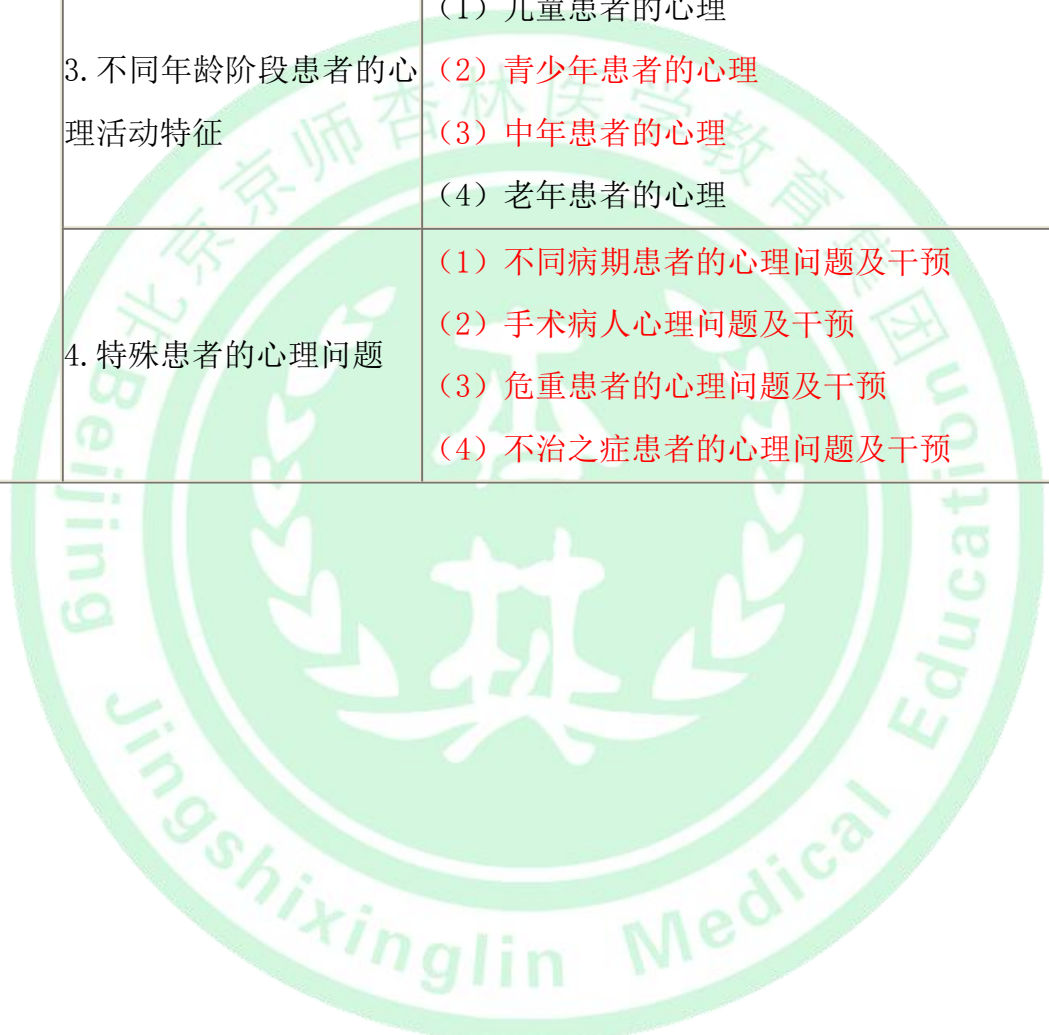 (1) 儿童患者的心理
3.不同年龄阶段患者的心
理活动特征
(2) 青少年患者的心理
(3) 中年患者的心理
(4) 老年患者的心理
4.特殊患者的心理问题
(1) 不同病期患者的心理问题及干预
(2) 手术病人心理问题及干预
(3) 危重患者的心理问题及干预
(4) 不治之症患者的心理问题及干预
北京京师杏林医学教育集团
Beijing Jingshixinglin Medical Education
杏林